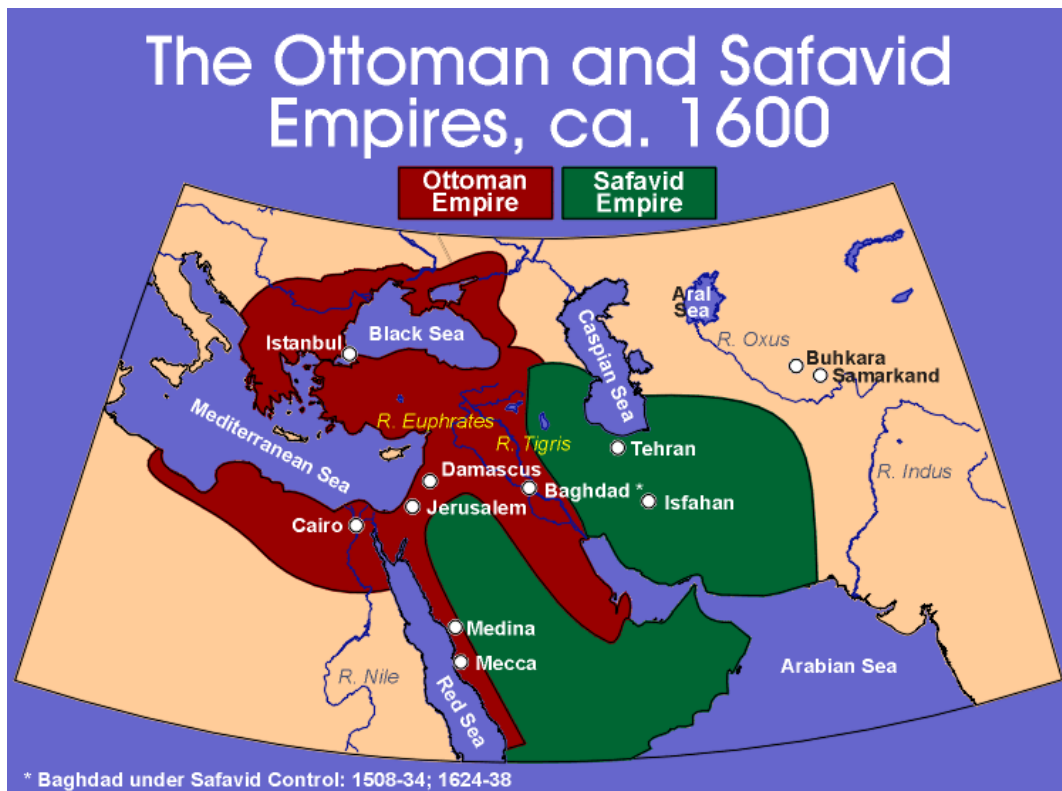 The Ottoman and Safavid
Empires, ca. 1600
Ottoman
Empire
Safavid
Empire
Aral
Sea
Caspian Sea
R. Oxus
Black Sea
Istanbul
Buhkara
Samarkand
Mediterranean Sea
R. Euphrates
R. Tigris
Tehran
R. Indus
Damascus
Baghdad *
Isfahan
Jerusalem
Cairo
Medina
Mecca
Arabian Sea
R. Nile
Red Sea
* Baghdad under Safavid Control: 1508-34; 1624-38